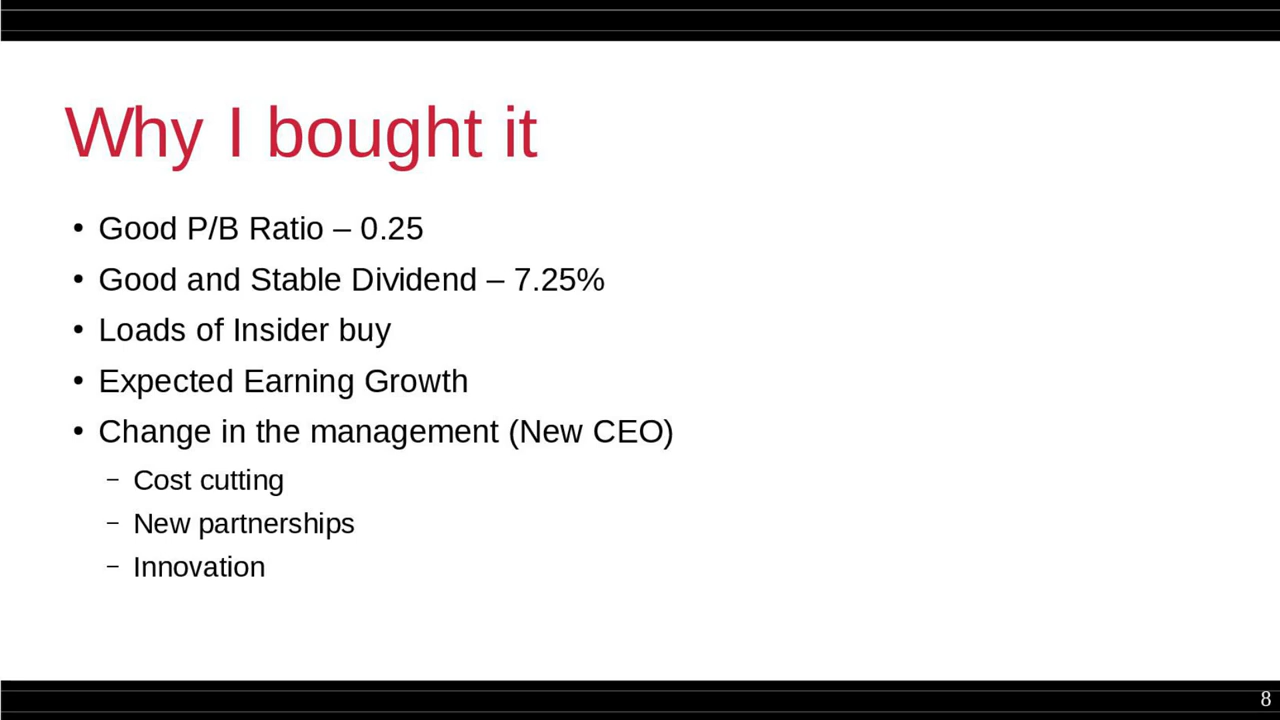 Why I bought it
• Good P/B Ratio – 0.25
• Good and Stable Dividend – 7.25%
• Loads of Insider buy
• Expected Earning Growth
• Change in the management (New CEO)
– Cost cutting
– New partnerships
– Innovation
8